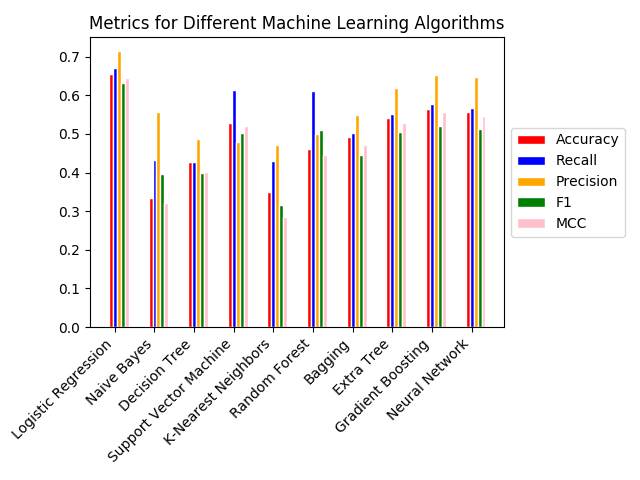 Metrics for Different Machine Learning Algorithms
0.7
0.6
0.5
0.4
0.3
0.2
0.1
0.0
Accuracy
Recall
Precision
F1
MCC
Logistic Regression
Naive Bayes
Decision Tree
Support Vector Machine
K-Nearest Neighbors
Random Forest
Bagging
Extra Tree
Gradient Boosting
Neural Network